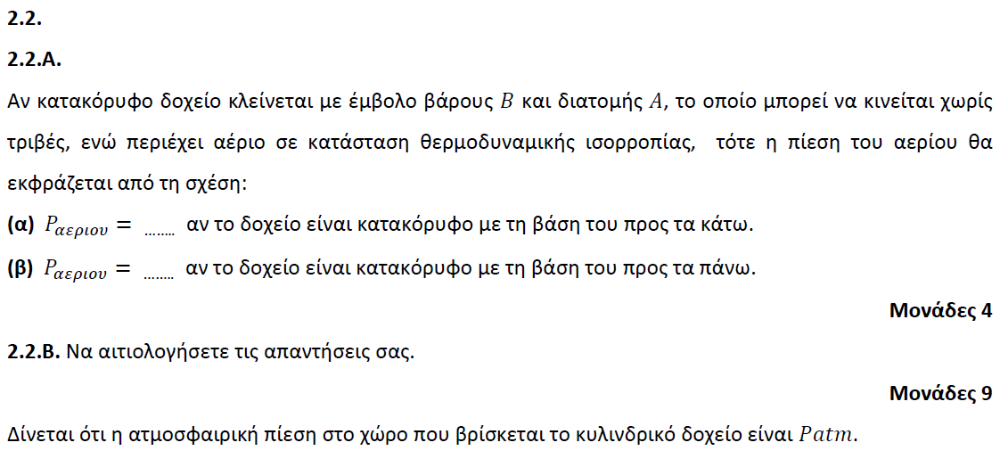 2.2.
2.2.Α.
Αν κατακόρυφο δοχείο κλείνεται με έμβολο βάρους Β και διατομής Α, το οποίο μπορεί να κινείται χωρίς
τριβές, ενώ περιέχει αέριο σε κατάσταση θερμοδυναμικής ισορροπίας, τότε η πίεση του αερίου θα
εκφράζεται από τη σχέση:
(α) P_αεριου = ........ αν το δοχείο είναι κατακόρυφο με τη βάση του προς τα κάτω.
(β) P_αεριου = ........ αν το δοχείο είναι κατακόρυφο με τη βάση του προς τα πάνω.
Μονάδες 4
2.2.Β. Να αιτιολογήσετε τις απαντήσεις σας.
Μονάδες 9
Δίνεται ότι η ατμοσφαιρική πίεση στο χώρο που βρίσκεται το κυλινδρικό δοχείο είναι Patm.